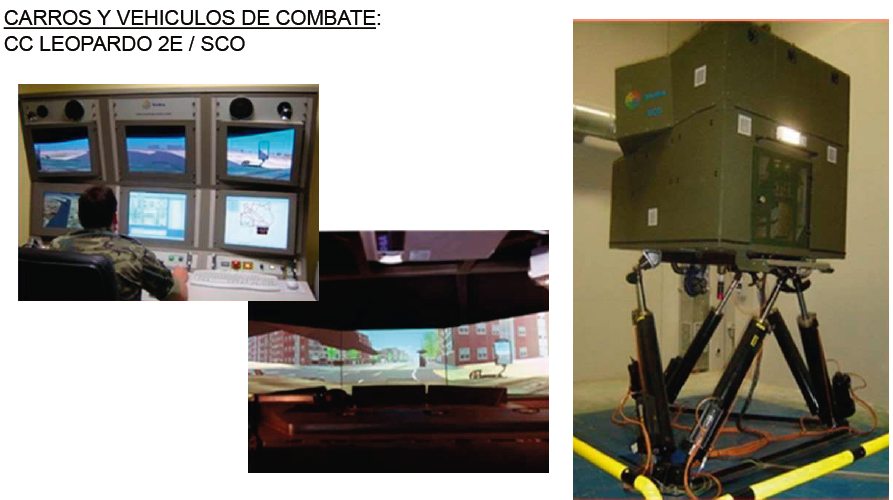 CARROS Y VEHICULOS DE COMBATE:
CC LEOPARDO 2E / SCO